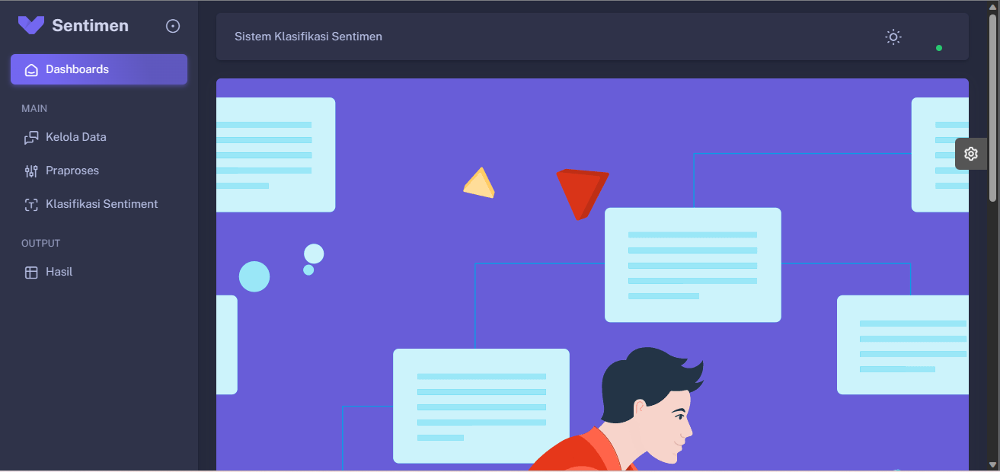 Sentimen
Dashboards
MAIN
Kelola Data
Praproses
Klasifikasi Sentiment
OUTPUT
Hasil
Sistem Klasifikasi Sentimen